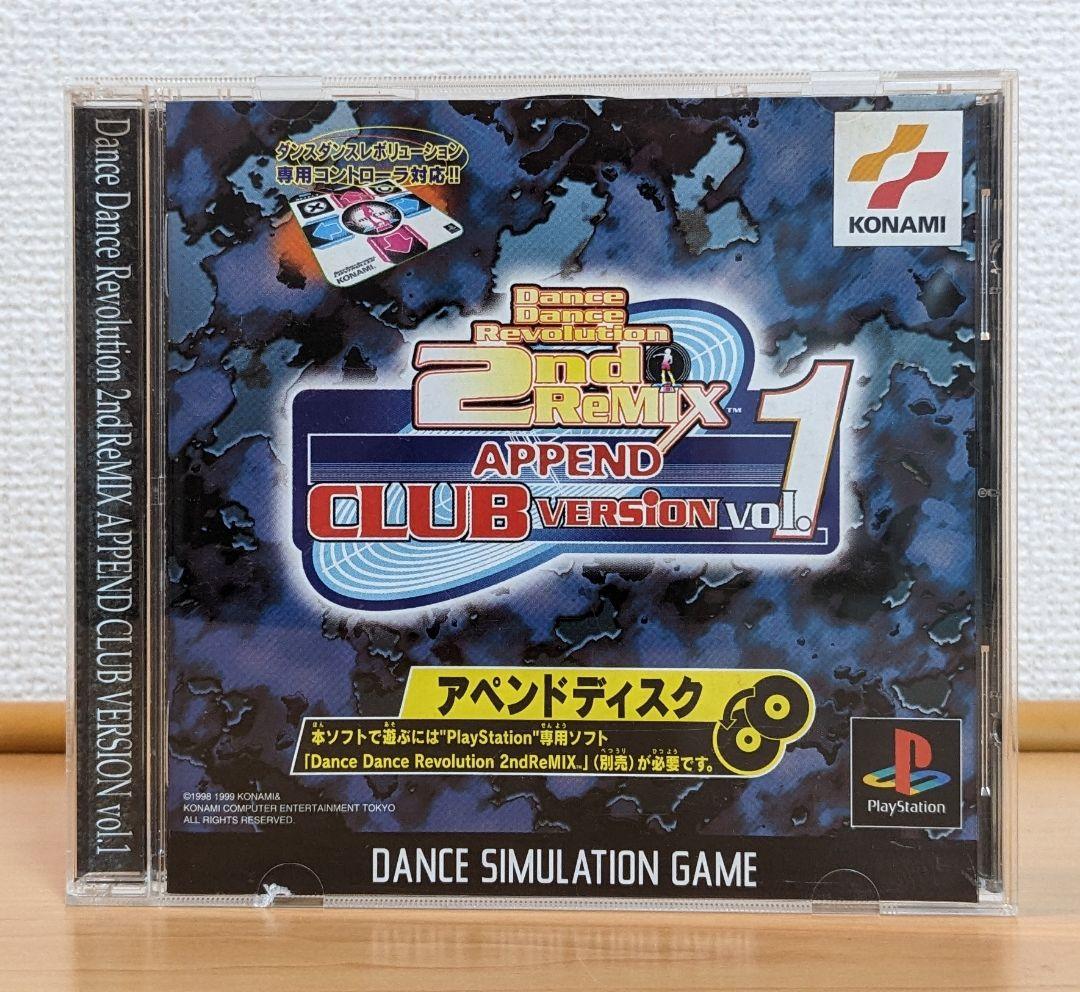 Dance Dance Revolution 2ndReMIX APPEND CLUB VERSION vol.1
ダンスダンスレボリューション
専用コントローラ対応!!
KONAMI
KONAMI
Dance
Dance
Revolution
2nd
ReMIX™
APPEND
CLUB VERSiON vol.1
アペンドディスク
本ソフトで遊ぶには"PlayStation"専用ソフト
「Dance Dance Revolution 2ndReMIX™」(別売)が必要です。
©1998 1999 KONAMI&
KONAMI COMPUTER ENTERTAINMENT TOKYO
ALL RIGHTS RESERVED.
PlayStation
DANCE SIMULATION GAME